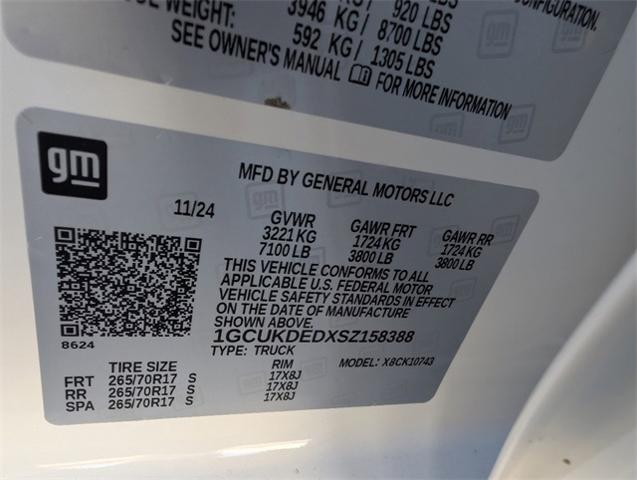 WEIGHT: 3946 KG/ 8700 LBS
592 KG/ 1305 LBS
920 LBS
CONFIGURATION.
SEE OWNER'S MANUAL FOR MORE INFORMATION
gm
MFD BY GENERAL MOTORS LLC
11/24 GVWR GAWR FRT GAWR RR
3221 KG 1724 KG 1724 KG
7100 LB 3800 LB 3800 LB
THIS VEHICLE CONFORMS TO ALL
APPLICABLE U.S. FEDERAL MOTOR
VEHICLE SAFETY STANDARDS IN EFFECT
ON THE DATE OF MANUFACTURE
SHOWN ABOVE.
1GCUKDEDXSZ158388
8624
TYPE: TRUCK MODEL: X8CK10743
TIRE SIZE RIM
FRT 265/70R17 S 17X8J
RR 265/70R17 S 17X8J
SPA 265/70R17 S 17X8J